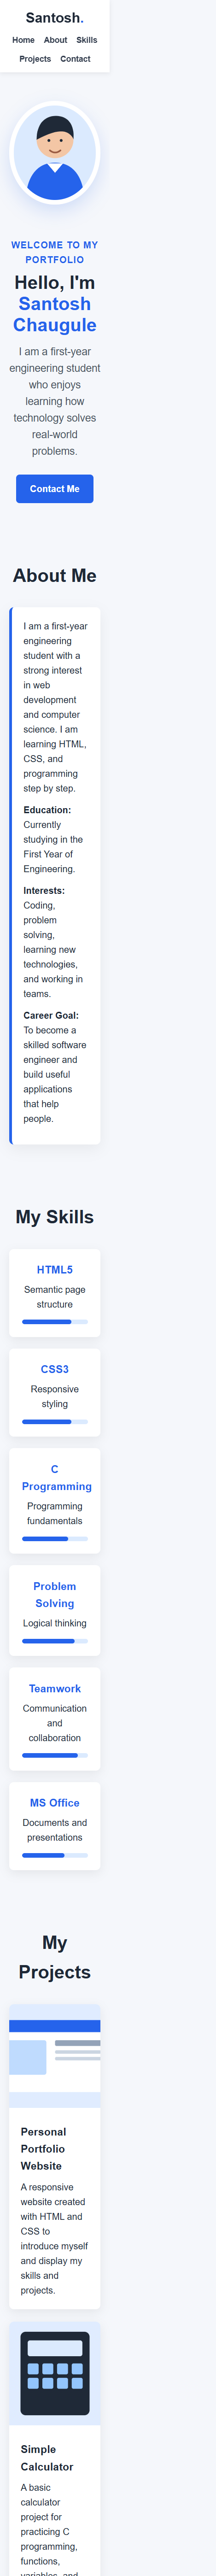 Santosh.
Home About Skills
Projects Contact
WELCOME TO MY
PORTFOLIO
Hello, I'm
Santosh
Chaugule
I am a first-year
engineering student
who enjoys
learning how
technology solves
real-world
problems.
Contact Me
About Me
I am a first-year
engineering
student with a
strong interest
in web
development
and computer
science. I am
learning HTML,
CSS, and
programming
step by step.
Education:
Currently
studying in the
First Year of
Engineering.
Interests:
Coding,
problem
solving,
learning new
technologies,
and working in
teams.
Career Goal:
To become a
skilled software
engineer and
build useful
applications
that help
people.
My Skills
HTML5
Semantic page
structure
CSS3
Responsive
styling
C
Programming
Programming
fundamentals
Problem
Solving
Logical thinking
Teamwork
Communication
and
collaboration
MS Office
Documents and
presentations
My
Projects
Personal
Portfolio
Website
A responsive
website created
with HTML and
CSS to
introduce myself
and display my
skills and
projects.
Simple
Calculator
A basic
calculator
project for
practicing C
programming,
functions,
variables, and